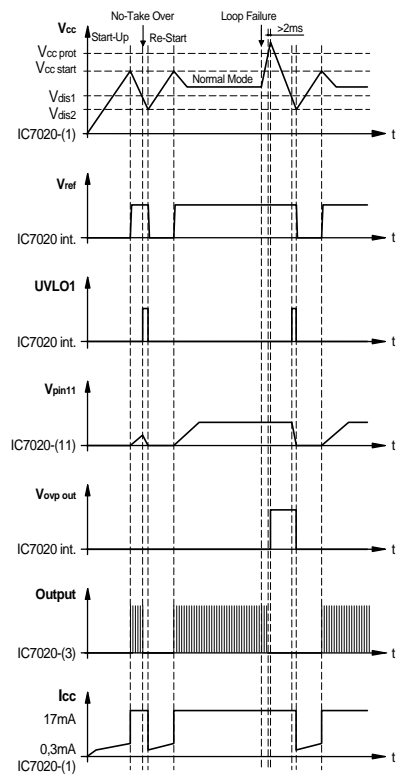 No-Take Over
Loop Failure
Vcc
Start-Up
Re-Start
>2ms
Vcc prot
Vcc start
Normal Mode
Vdis1
Vdis2
IC7020-(1)
t
Vref
IC7020 int.
t
UVLO1
IC7020 int.
t
Vpin11
IC7020-(11)
t
Vovp out
IC7020 int.
t
Output
IC7020-(3)
t
Icc
17mA
0,3mA
IC7020-(1)
t